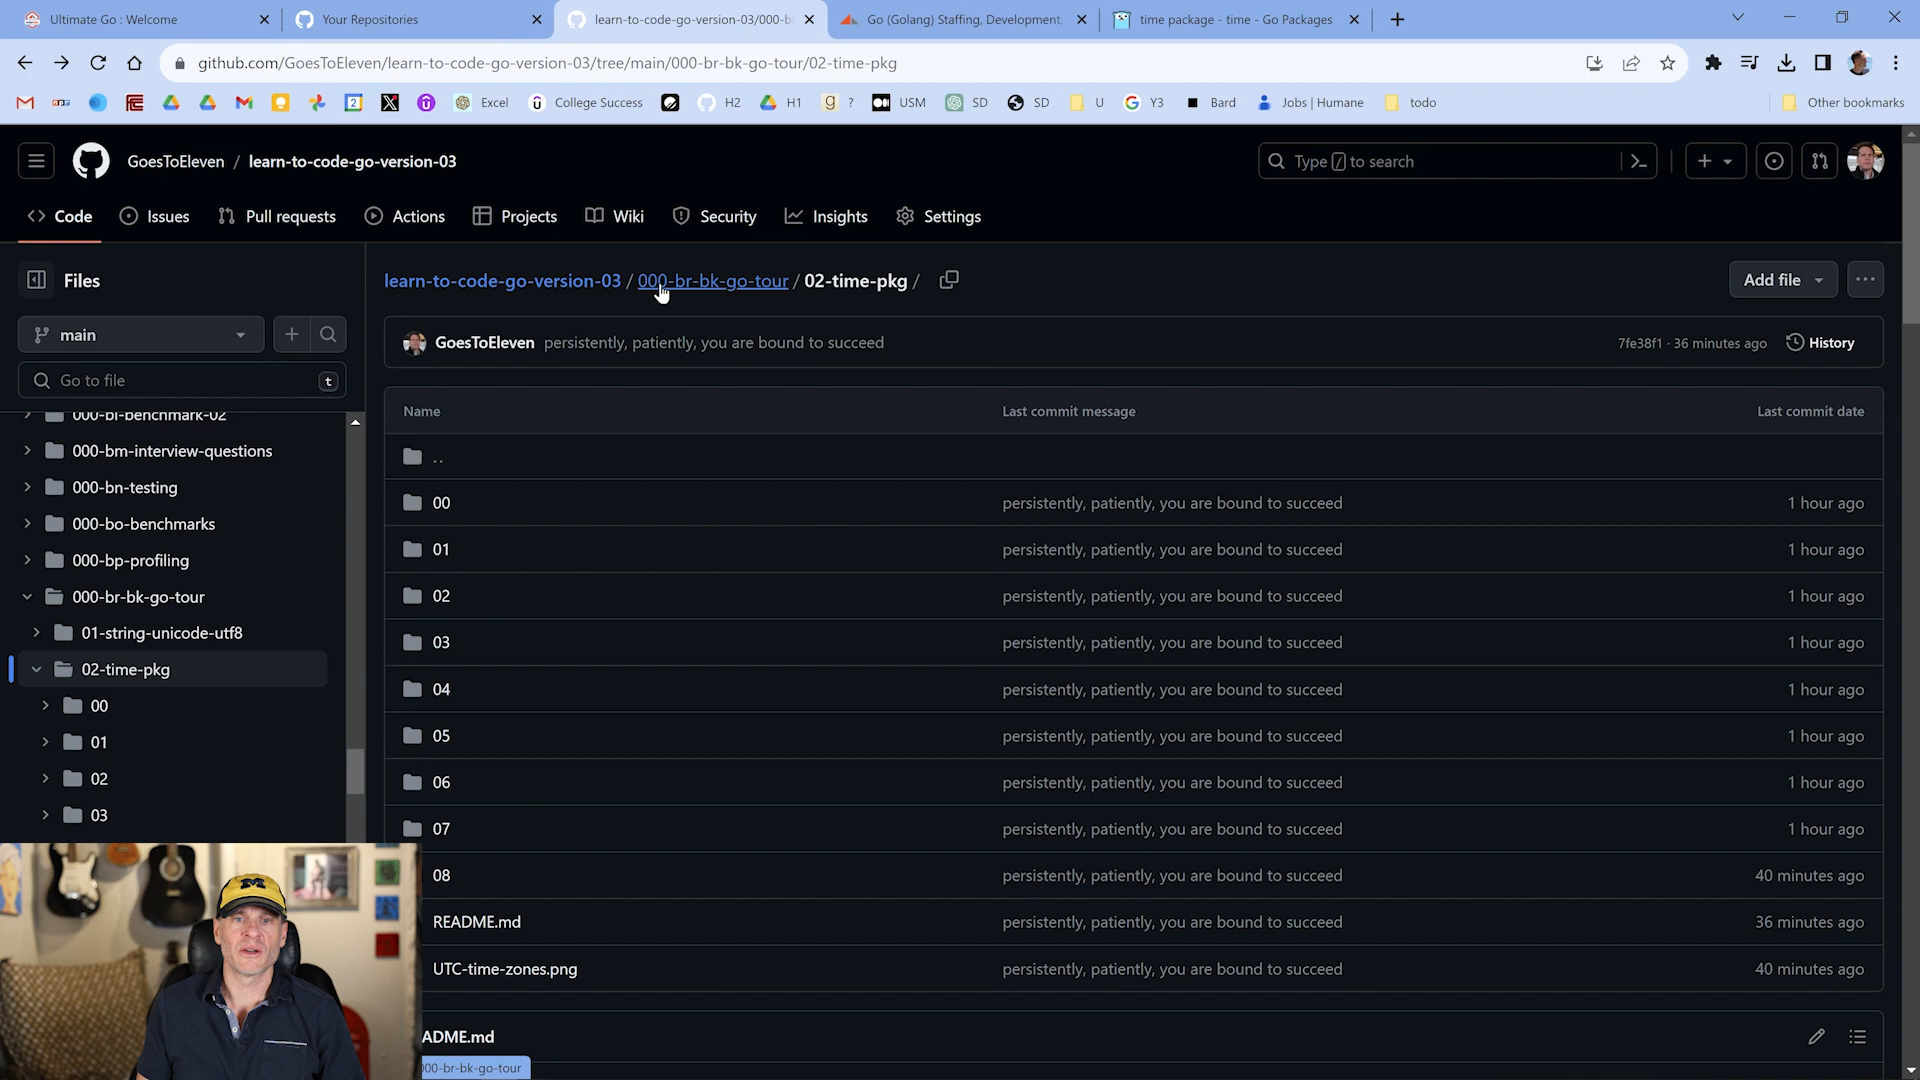 Ultimate Go : Welcome
Your Repositories
learn-to-code-go-version-03/000-br
Go (Golang) Staffing, Development,
time package - time - Go Packages
github.com/GoesToEleven/learn-to-code-go-version-03/tree/main/000-br-bk-go-tour/02-time-pkg
Excel
College Success
H2
H1
?
USM
SD
SD
U
Y3
Bard
Jobs | Humane
todo
Other bookmarks
GoesToEleven / learn-to-code-go-version-03
Type / to search
Code
Issues
Pull requests
Actions
Projects
Wiki
Security
Insights
Settings
Files
main
Go to file
t
000-bl-benchmark-02
000-bm-interview-questions
000-bn-testing
000-bo-benchmarks
000-bp-profiling
000-br-bk-go-tour
01-string-unicode-utf8
02-time-pkg
00
01
02
03
learn-to-code-go-version-03 / 000-br-bk-go-tour / 02-time-pkg /
Add file
GoesToEleven persistently, patiently, you are bound to succeed
7fe38f1 · 36 minutes ago
History
Name Last commit message Last commit date
..
00 persistently, patiently, you are bound to succeed 1 hour ago
01 persistently, patiently, you are bound to succeed 1 hour ago
02 persistently, patiently, you are bound to succeed 1 hour ago
03 persistently, patiently, you are bound to succeed 1 hour ago
04 persistently, patiently, you are bound to succeed 1 hour ago
05 persistently, patiently, you are bound to succeed 1 hour ago
06 persistently, patiently, you are bound to succeed 1 hour ago
07 persistently, patiently, you are bound to succeed 1 hour ago
08 persistently, patiently, you are bound to succeed 40 minutes ago
README.md persistently, patiently, you are bound to succeed 36 minutes ago
UTC-time-zones.png persistently, patiently, you are bound to succeed 40 minutes ago
ADME.md
000-br-bk-go-tour
M